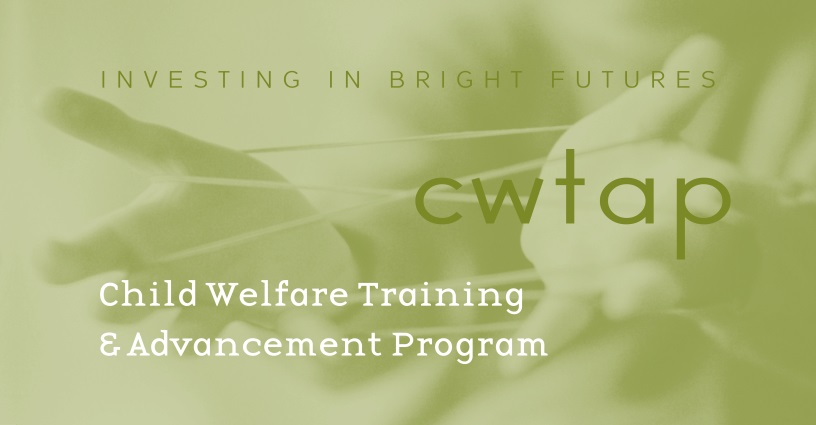 INVESTING IN BRIGHT FUTURES
cwtap
Child Welfare Training
& Advancement Program